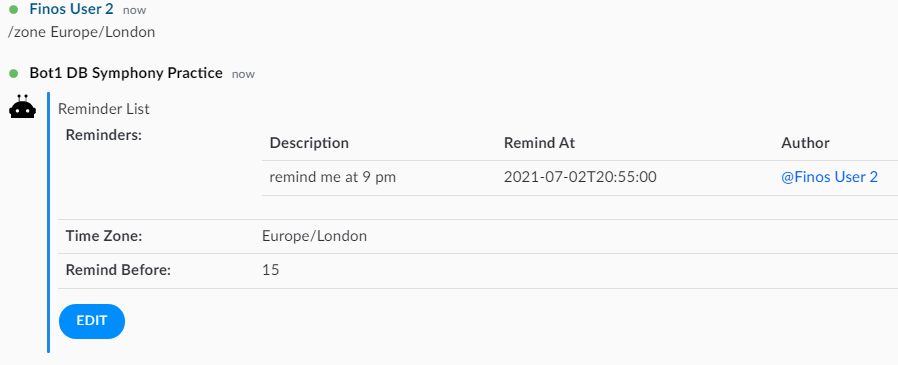 Finos User 2 now
/zone Europe/London
Bot1 DB Symphony Practice now
Reminder List
Reminders:
Description Remind At Author
remind me at 9 pm 2021-07-02T20:55:00 @Finos User 2
Time Zone: Europe/London
Remind Before: 15
EDIT